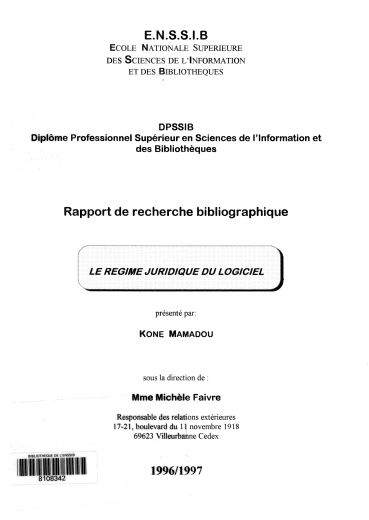 E.N.S.S.I.B
ECOLE NATIONALE SUPERIEURE
DES SCIENCES DE L'INFORMATION
ET DES BIBLIOTHEQUES
DPSSIB
Diplôme Professionnel Supérieur en Sciences de l'Information et
des Bibliothèques
Rapport de recherche bibliographique
LE REGIME JURIDIQUE DU LOGICIEL
présenté par:
KONE MAMADOU
sous la direction de :
Mme Michèle Faivre
Responsable des relations extérieures
17-21, boulevard du 11 novembre 1918
69623 Villeurbanne Cedex
BIBLIOTHEQUE DE L'ENSSIB
8108342
1996/1997